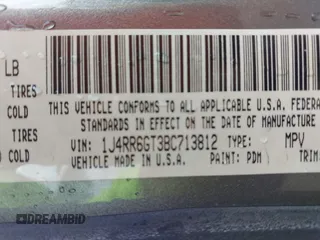 LB
TIRES
COLD
TIRES
COLD
THIS VEHICLE CONFORMS TO ALL APPLICABLE U.S.A. FEDERA
STANDARDS IN EFFECT ON THE DATE OF MANUFACTURE
VIN: 1J4RR6GT3BC713812 TYPE: MPV
VEHICLE MADE IN U.S.A. PAINT: PDM TRIM:
DREAMBID